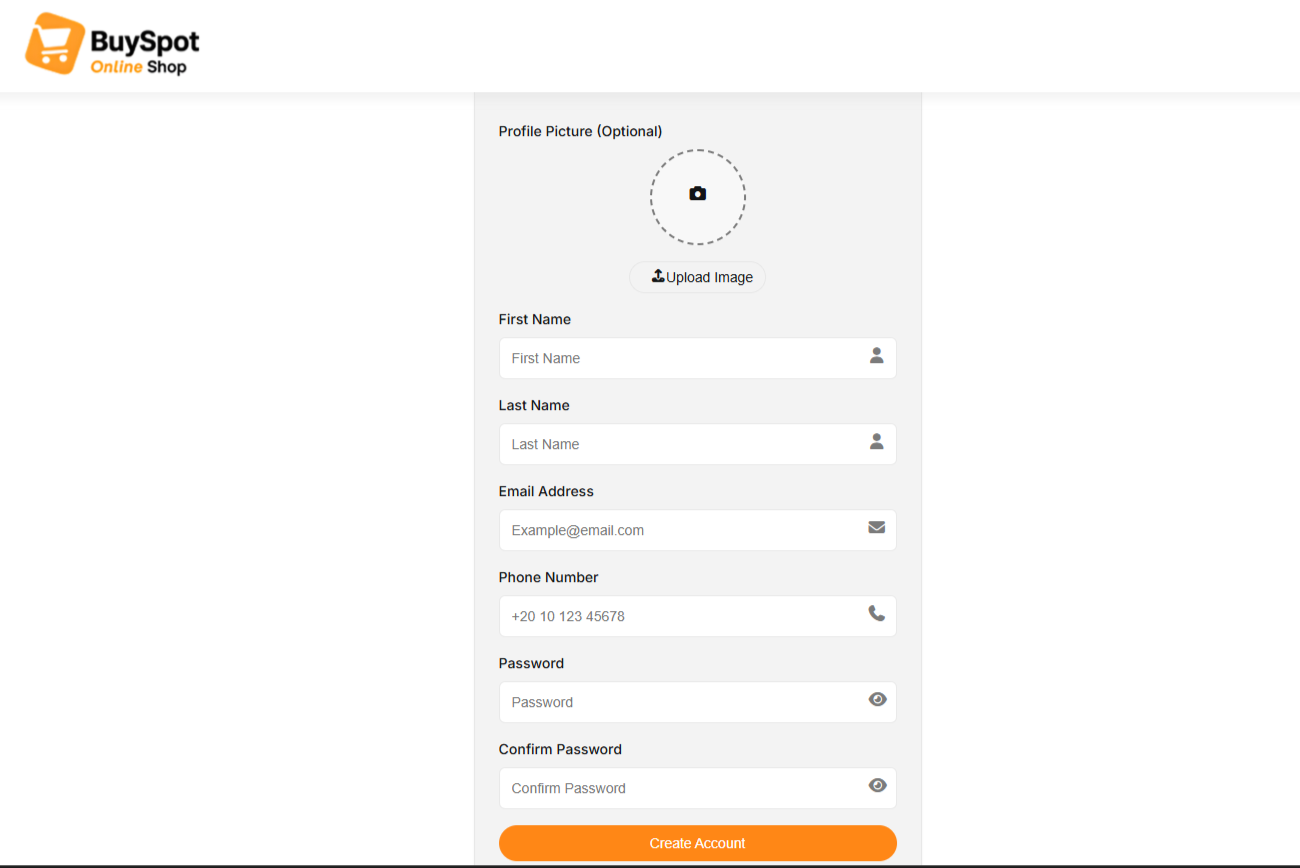 BuySpot
Online Shop
Profile Picture (Optional)
Upload Image
First Name
First Name
Last Name
Last Name
Email Address
Example@email.com
Phone Number
+20 10 123 45678
Password
Password
Confirm Password
Confirm Password
Create Account